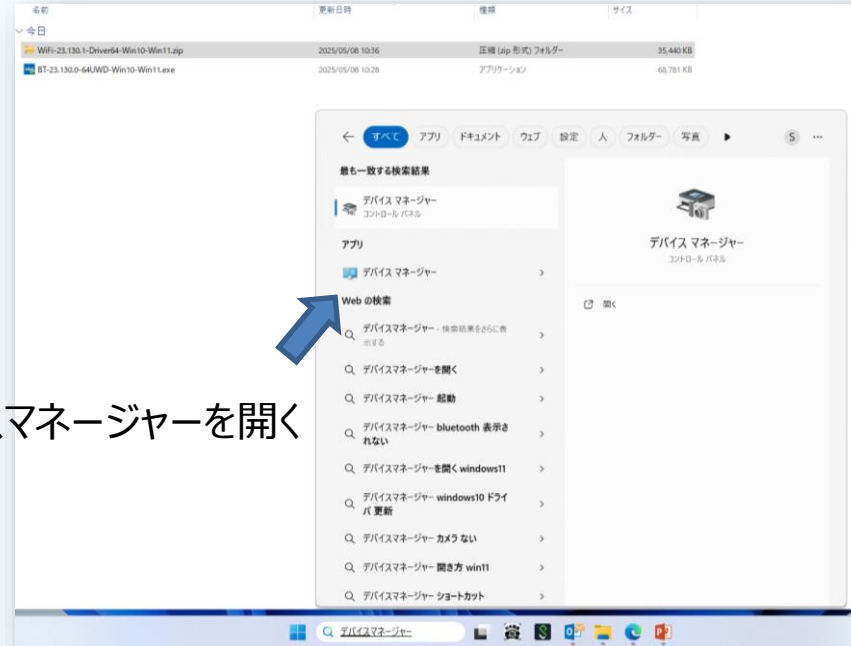 名前 更新日時 種類 サイズ
今日
WiFi-23.130.1-Driver64-Win10-Win11.zip 2025/05/08 10:36 圧縮 (zip 形式) フォルダー 35,440 KB
BT-23.130.0-64UWD-Win10-Win11.exe 2025/05/08 10:28 アプリケーション 68,781 KB
すべて アプリ ドキュメント ウェブ 設定 人 フォルダー 写真 S ...
最も一致する検索結果
デバイス マネージャー
コントロール パネル
デバイス マネージャー
コントロール パネル
開く
アプリ
デバイス マネージャー
Web の検索
デバイスマネージャー - 検索結果をさらに表
示する
デバイスマネージャーを開く
デバイスマネージャー 起動
デバイスマネージャー bluetooth 表示さ
れない
デバイスマネージャーを開く windows11
デバイスマネージャー windows10 ドライ
バ 更新
デバイスマネージャー カメラ ない
デバイスマネージャー 開き方 win11
デバイスマネージャー ショートカット
スマネージャーを開く
デバイスマネージャー